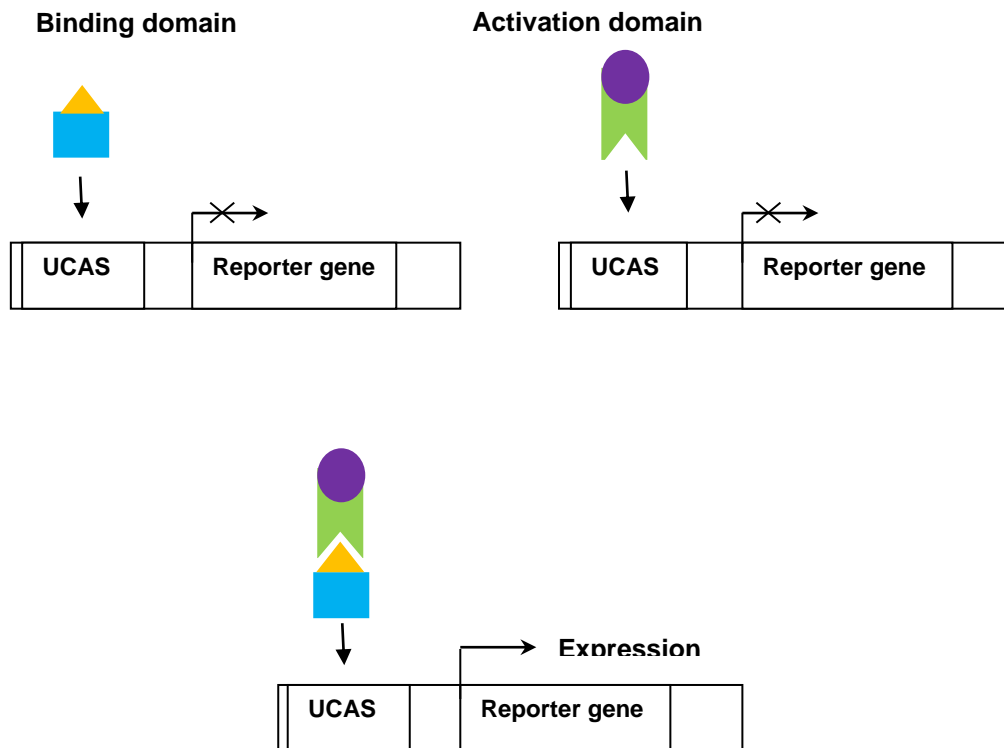 Binding domain
Activation domain
UCAS
Reporter gene
UCAS
Reporter gene
Expression
UCAS
Reporter gene